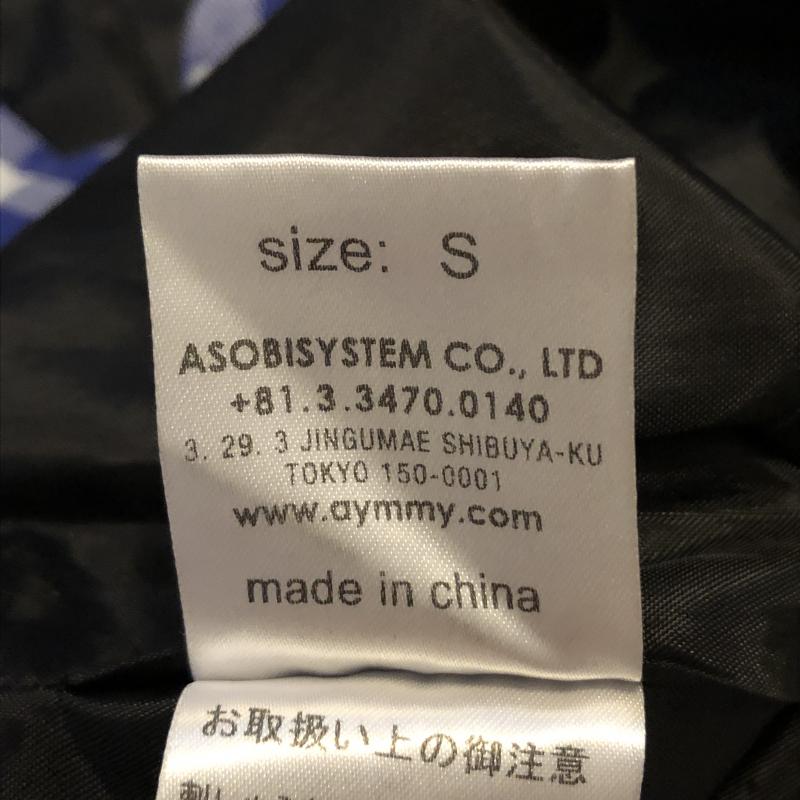 size: S
ASOBISYSTEM CO., LTD
+81.3.3470.0140
3. 29. 3 JINGUMAE SHIBUYA-KU
TOKYO 150-0001
www.aymmy.com
made in china
お取扱い上の御注意